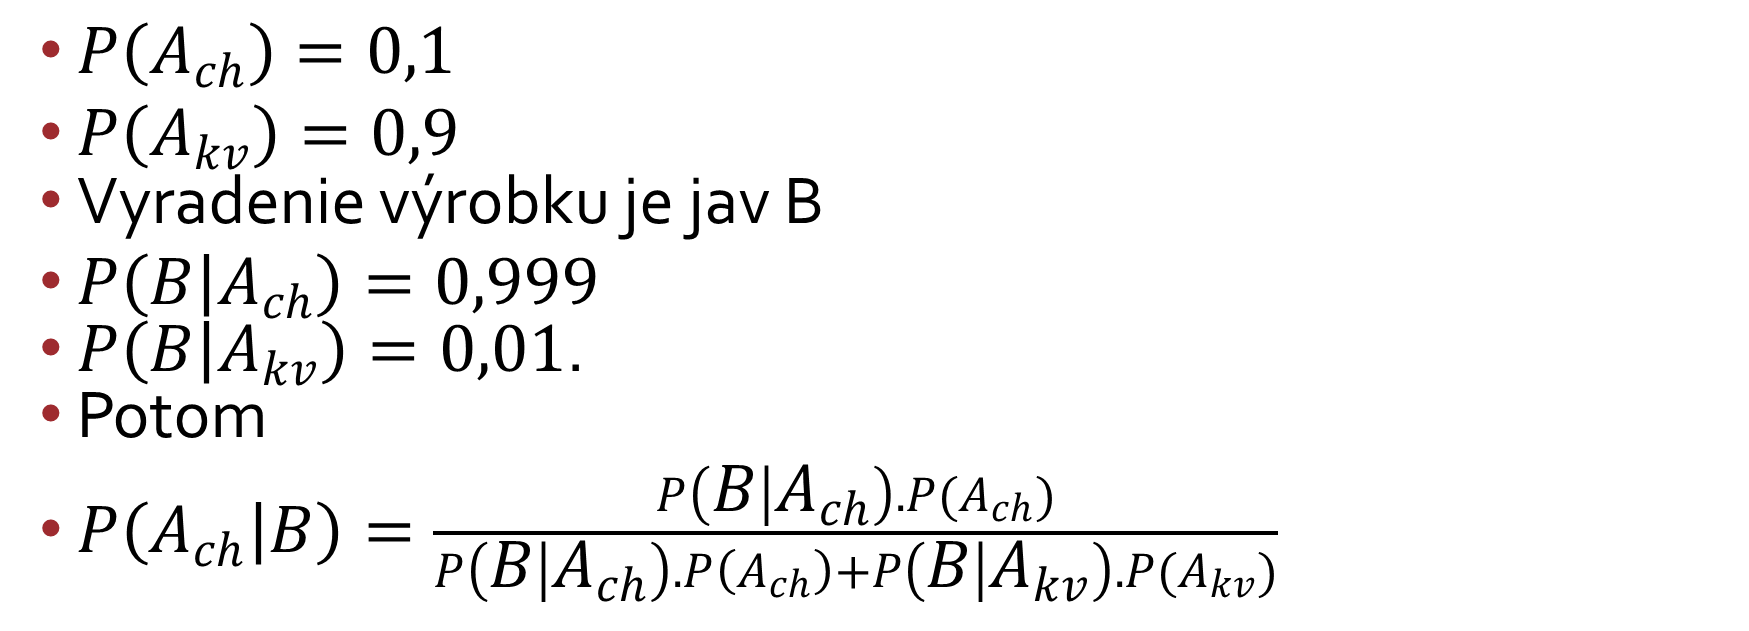 • P(A_ch) = 0,1
• P(A_kv) = 0,9
• Vyradenie výrobku je jav B
• P(B|A_ch) = 0,999
• P(B|A_kv) = 0,01.
• Potom
• P(A_ch|B) = \frac{P(B|A_ch).P(A_ch)}{P(B|A_ch).P(A_ch)+P(B|A_kv).P(A_kv)}